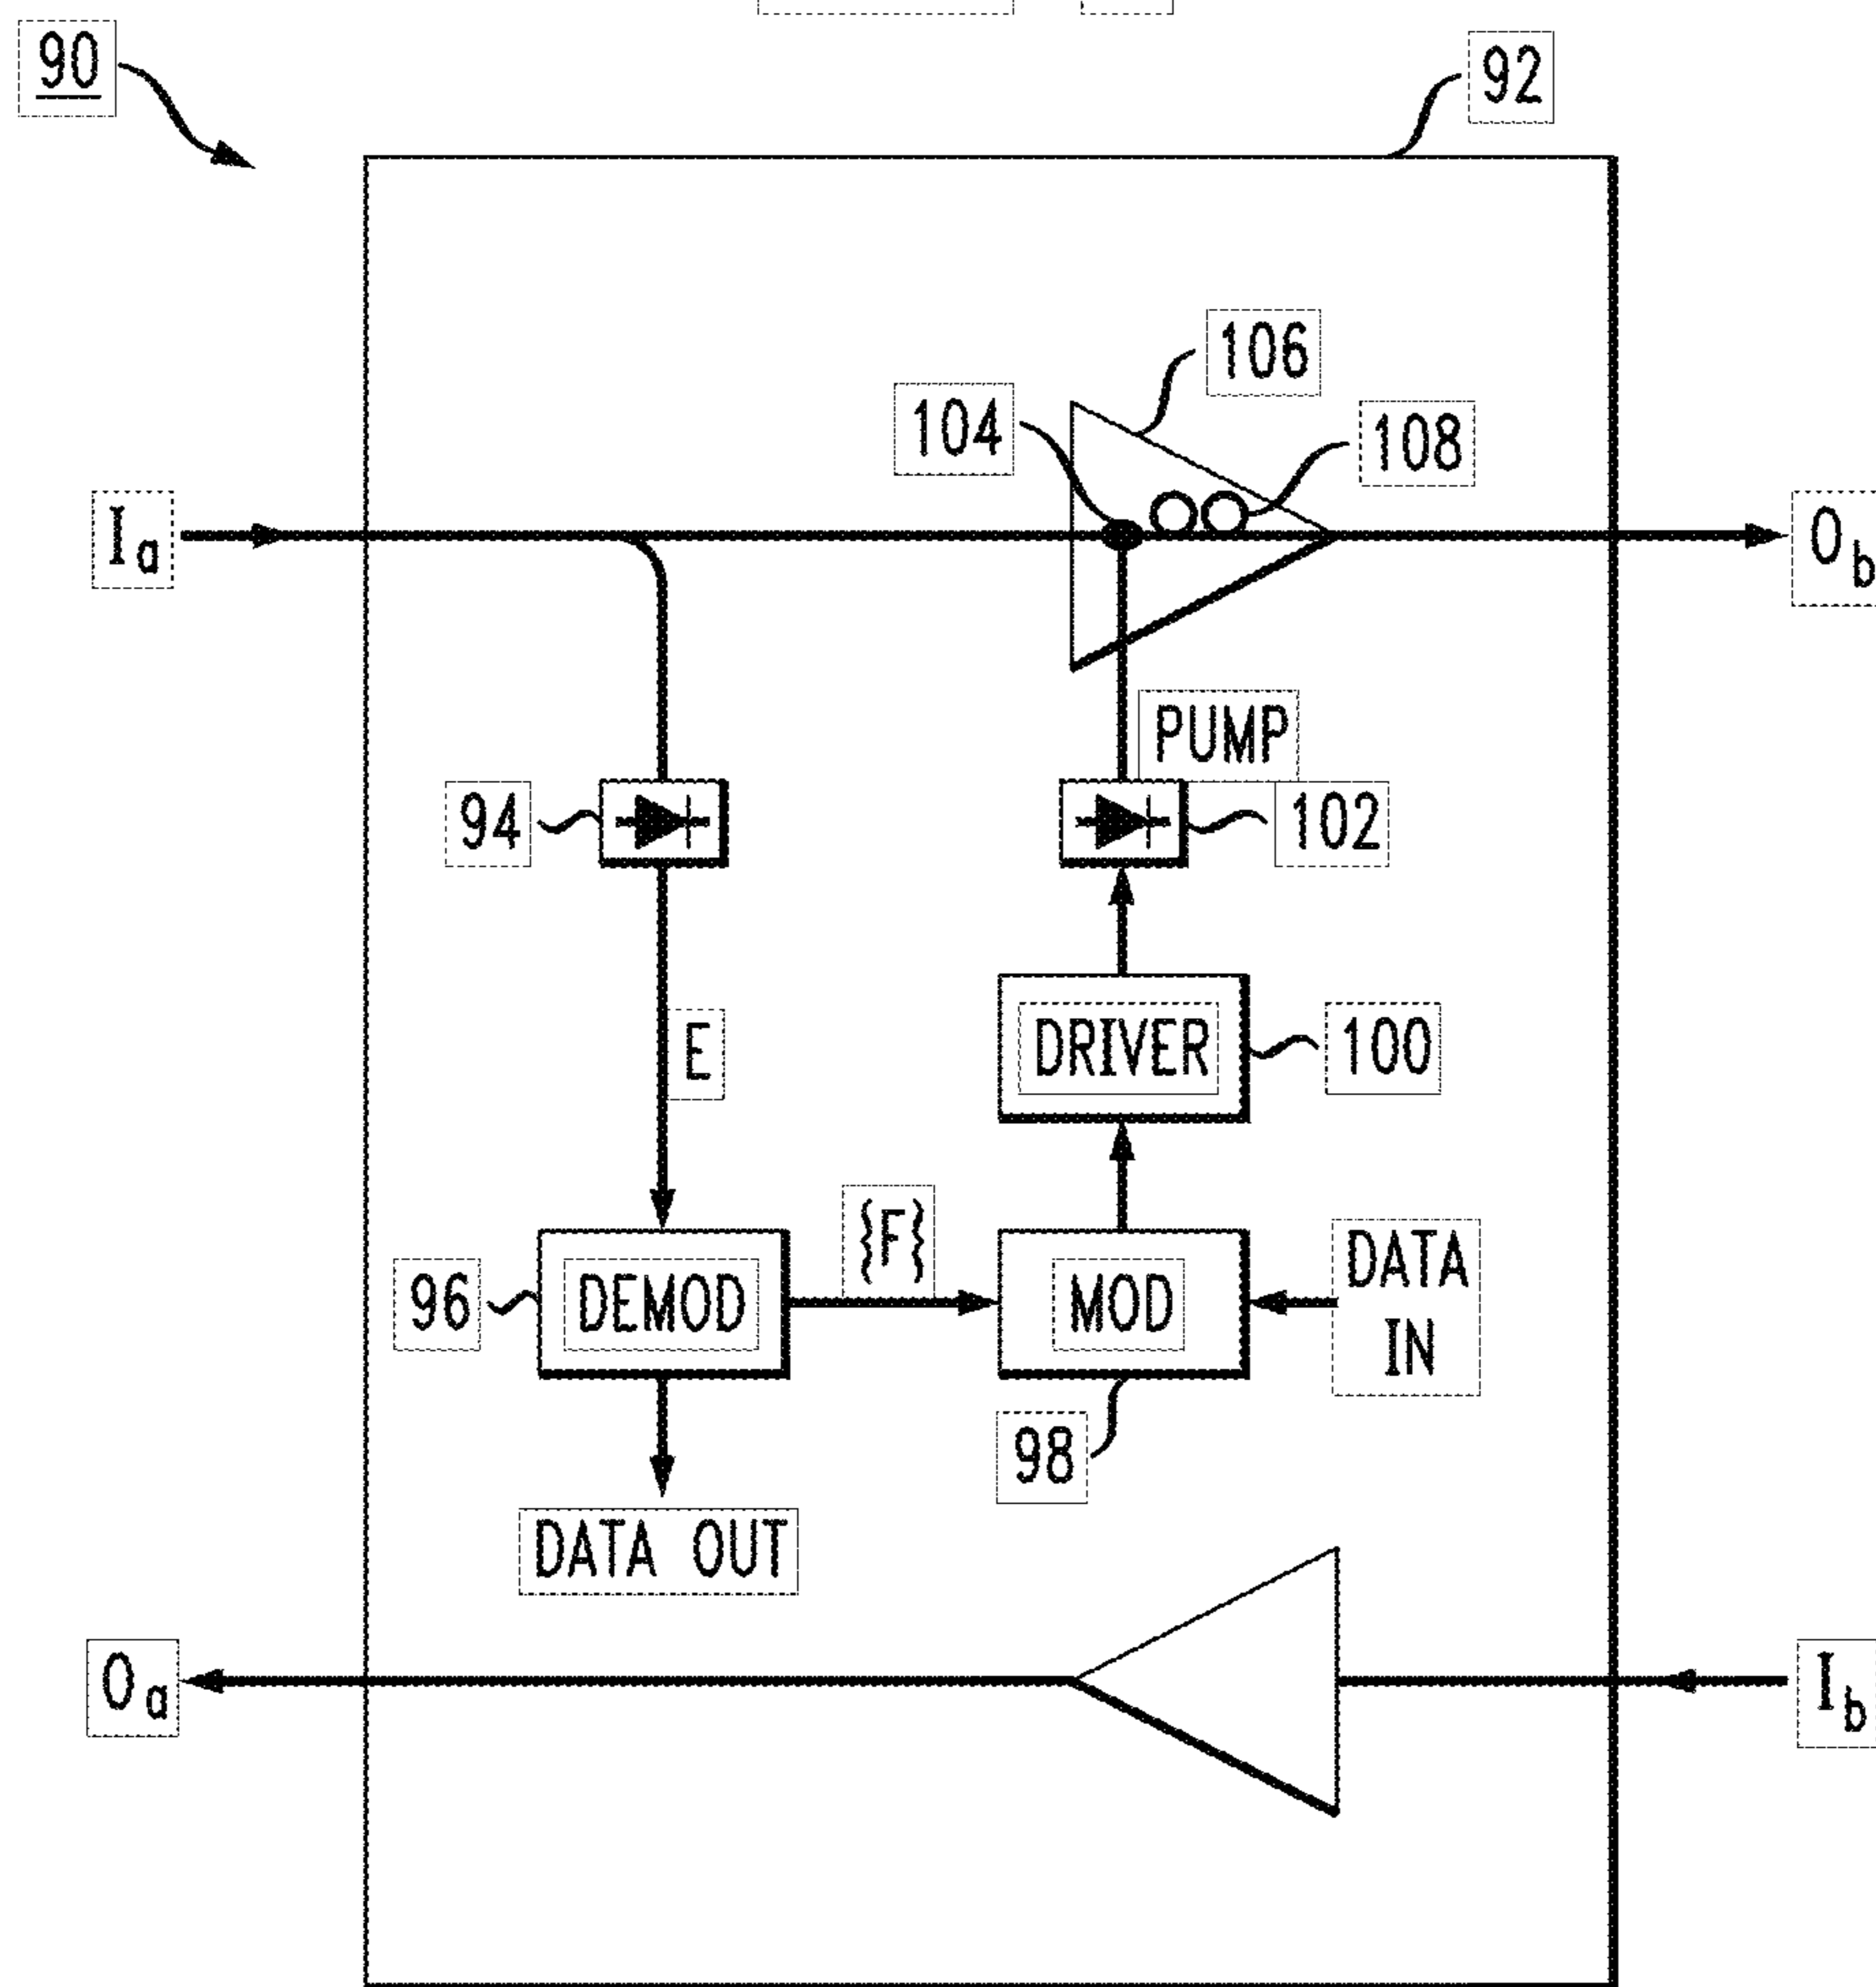 90
92
106
104
108
Ia
Ob
PUMP
94
102
E
DRIVER
100
{F}
96
DEMOD
MOD
DATA
IN
98
DATA OUT
Oa
Ib